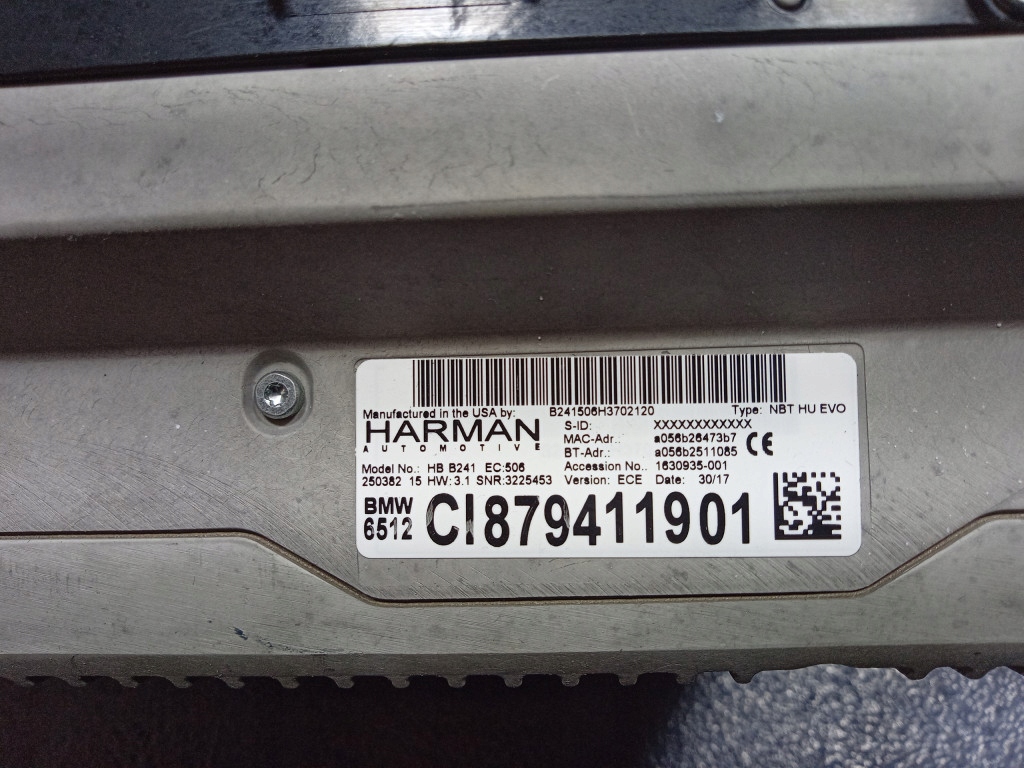 Manufactured in the USA by: B241506H3702120 Type: NBT HU EVO
HARMAN
AUTOMOTIVE
S-ID: XXXXXXXXXXXX
MAC-Adr.: a056b26473b7
BT-Adr.: a056b2511085
CE
Model No.: HB B241 EC:506 Accession No.. 1630935-001
250382 15 HW: 3.1 SNR:3225453 Version: ECE Date: 30/17
BMW
6512
CI879411901